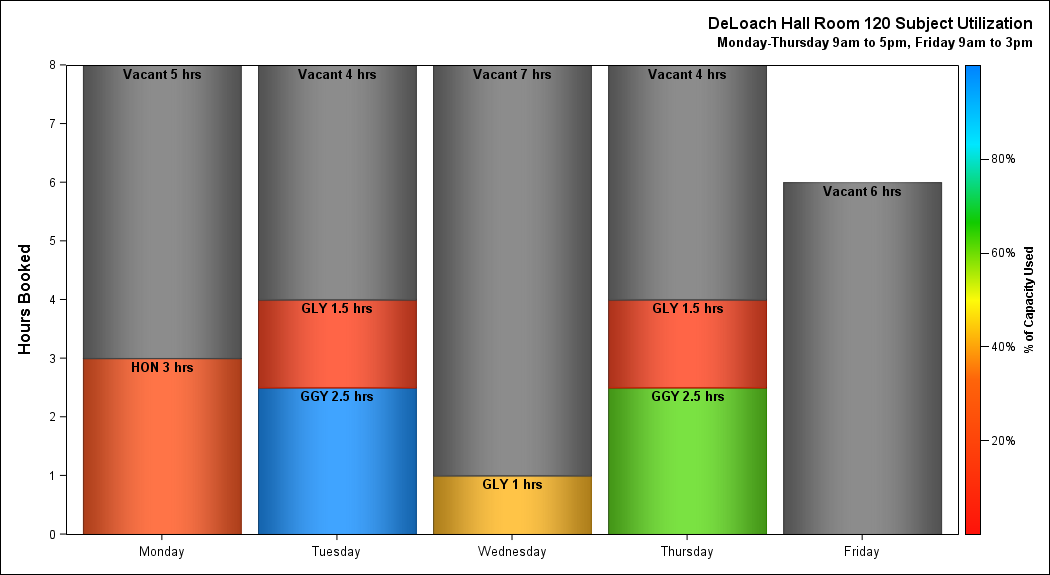 DeLoach Hall Room 120 Subject Utilization
Monday-Thursday 9am to 5pm, Friday 9am to 3pm
Hours Booked
8
7
6
5
4
3
2
1
0
Vacant 5 hrs
HON 3 hrs
Vacant 4 hrs
GLY 1.5 hrs
GGY 2.5 hrs
Vacant 7 hrs
GLY 1 hrs
Vacant 4 hrs
GLY 1.5 hrs
GGY 2.5 hrs
Vacant 6 hrs
Monday
Tuesday
Wednesday
Thursday
Friday
80%
60%
40%
20%
% of Capacity Used